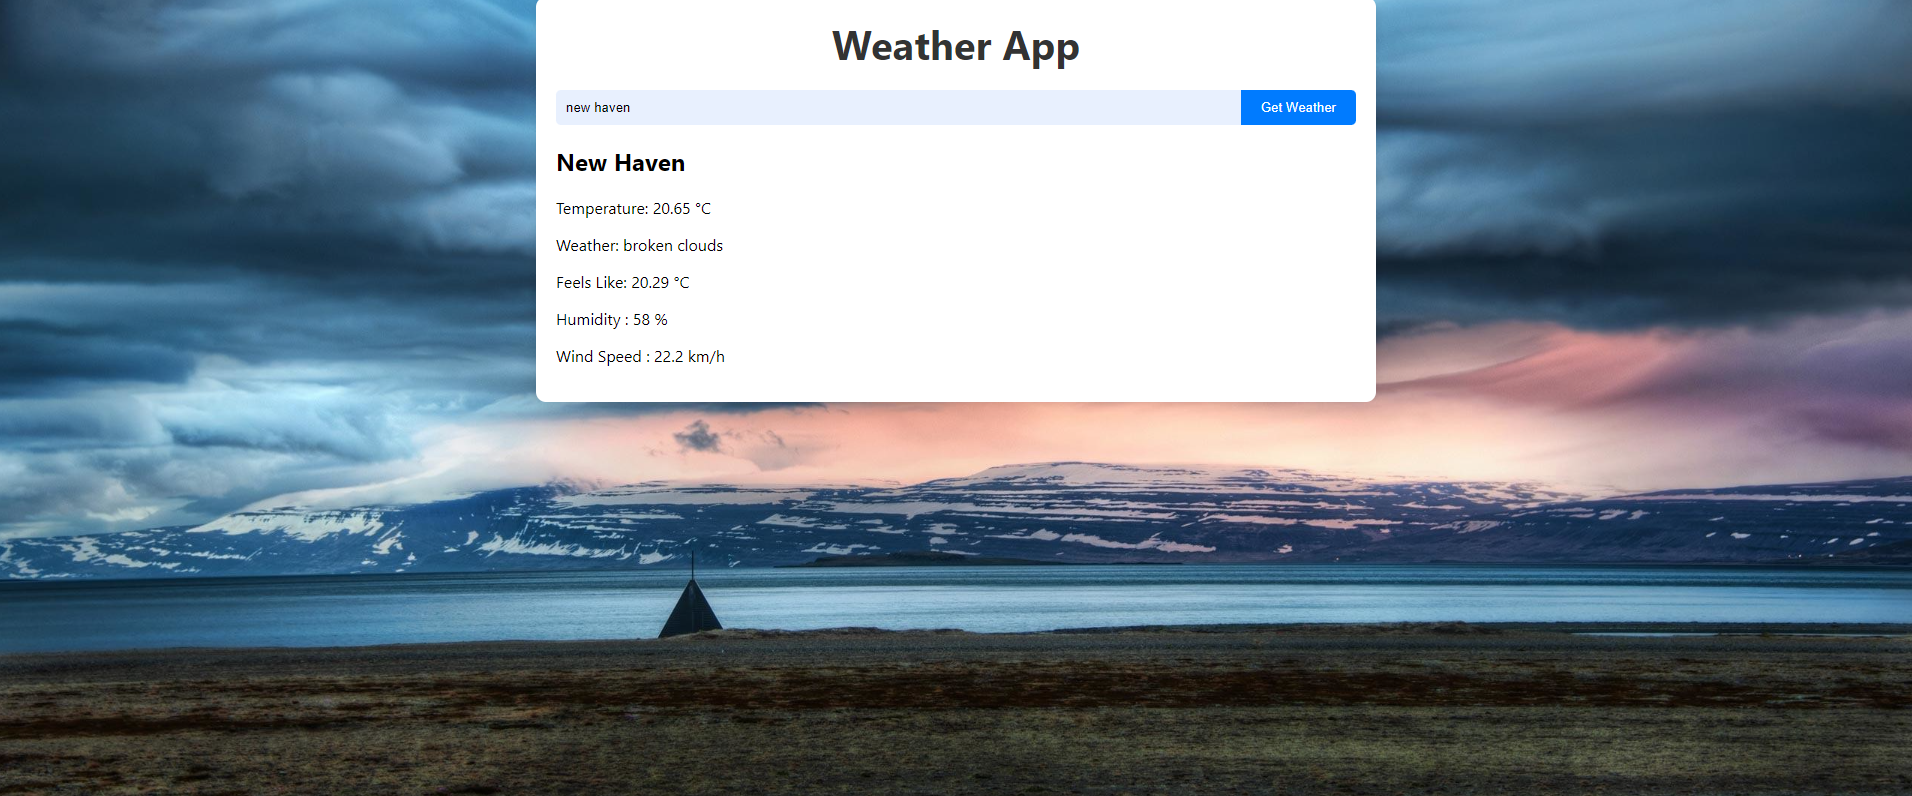 Weather App
new haven
Get Weather
New Haven
Temperature: 20.65 °C
Weather: broken clouds
Feels Like: 20.29 °C
Humidity : 58 %
Wind Speed : 22.2 km/h